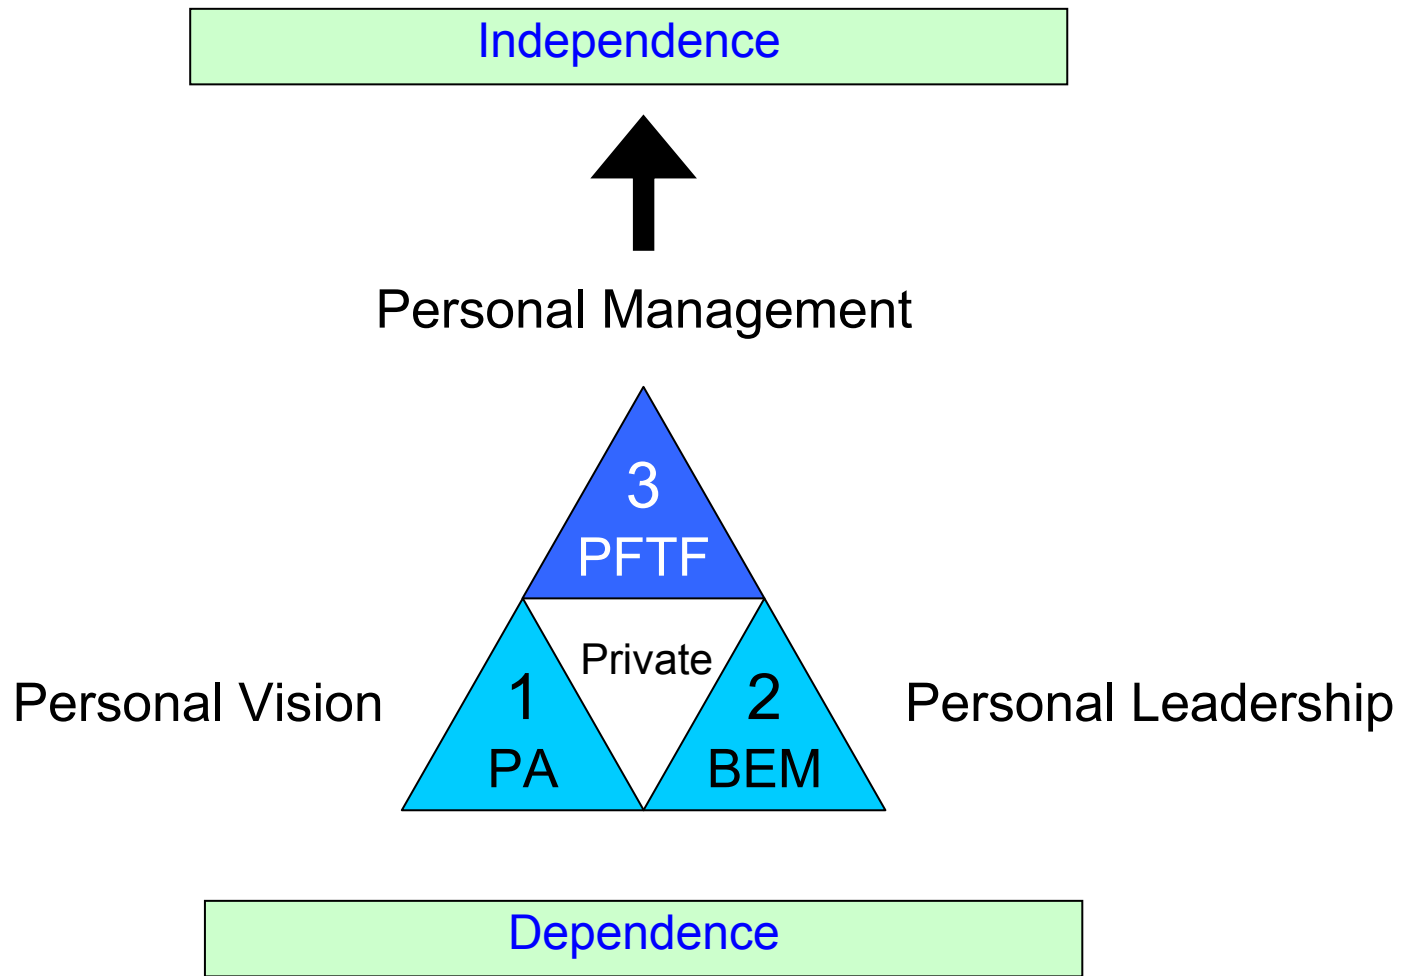 Independence
Personal Management
3
PFTF
Private
Personal Vision
1
PA
2
BEM
Personal Leadership
Dependence